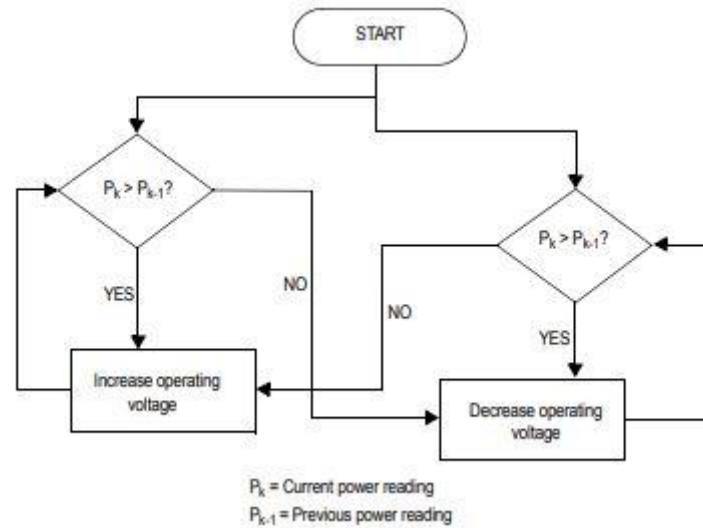 START
Pk > Pk-1?
Pk > Pk-1?
YES
NO
NO
YES
Increase operating
voltage
Decrease operating
voltage
Pk = Current power reading
Pk-1 = Previous power reading